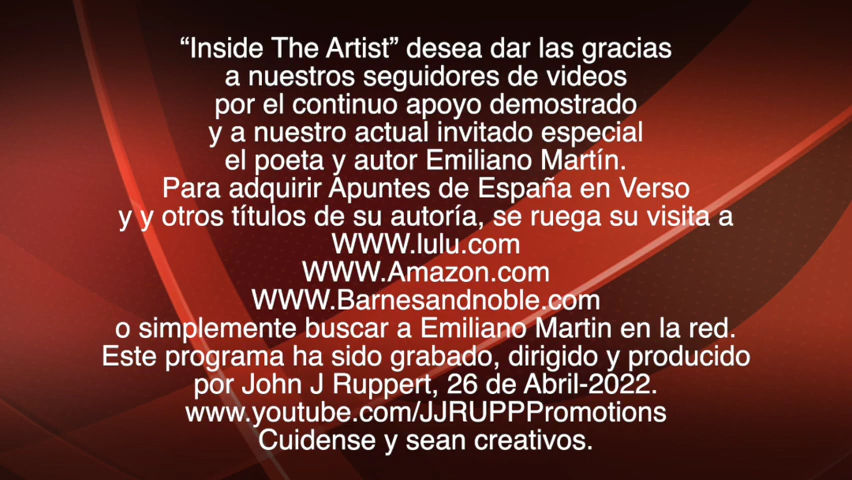 “Inside The Artist” desea dar las gracias
a nuestros seguidores de videos
por el continuo apoyo demostrado
y a nuestro actual invitado especial
el poeta y autor Emiliano Martín.
Para adquirir Apuntes de España en Verso
y y otros títulos de su autoría, se ruega su visita a
WWW.lulu.com
WWW.Amazon.com
WWW.Barnesandnoble.com
o simplemente buscar a Emiliano Martin en la red.
Este programa ha sido grabado, dirigido y producido
por John J Ruppert, 26 de Abril-2022.
www.youtube.com/JJRUPPPromotions
Cuidense y sean creativos.